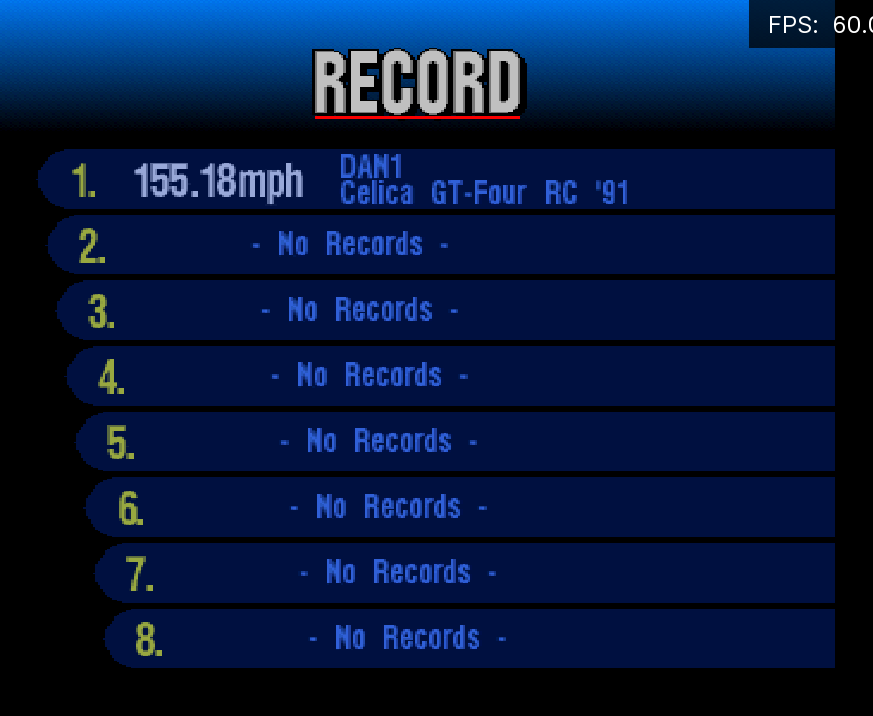 FPS: 60.0
RECORD
1. 155.18mph DAN1
Celica GT-Four RC '91
2. - No Records -
3. - No Records -
4. - No Records -
5. - No Records -
6. - No Records -
7. - No Records -
8. - No Records -